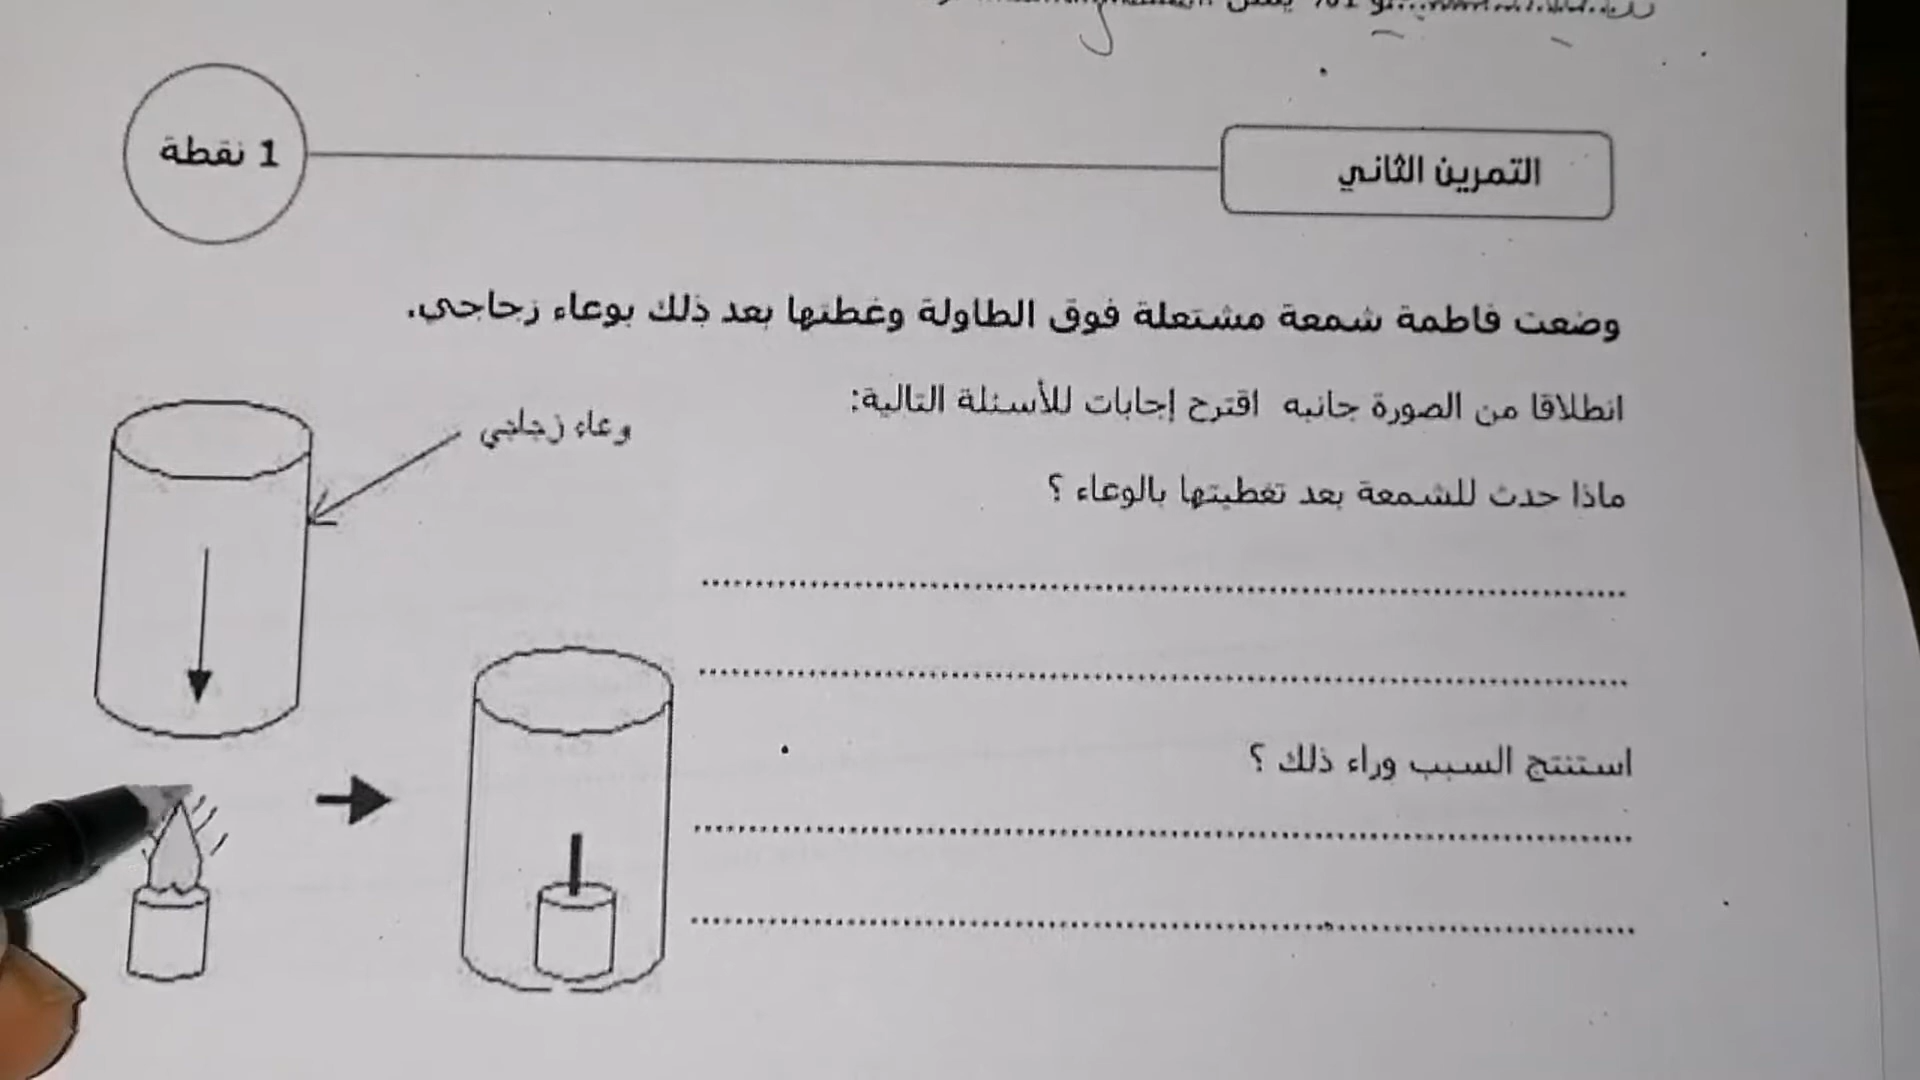 التمرين الثاني
1 نقطة
وضعت فاطمة شمعة مشتعلة فوق الطاولة وغطتها بعد ذلك بوعاء زجاجي.
انطلاقا من الصورة جانبه اقترح إجابات للأسئلة التالية:
وعاء زجاجي
ماذا حدث للشمعة بعد تغطيتها بالوعاء ؟
استنتج السبب وراء ذلك ؟